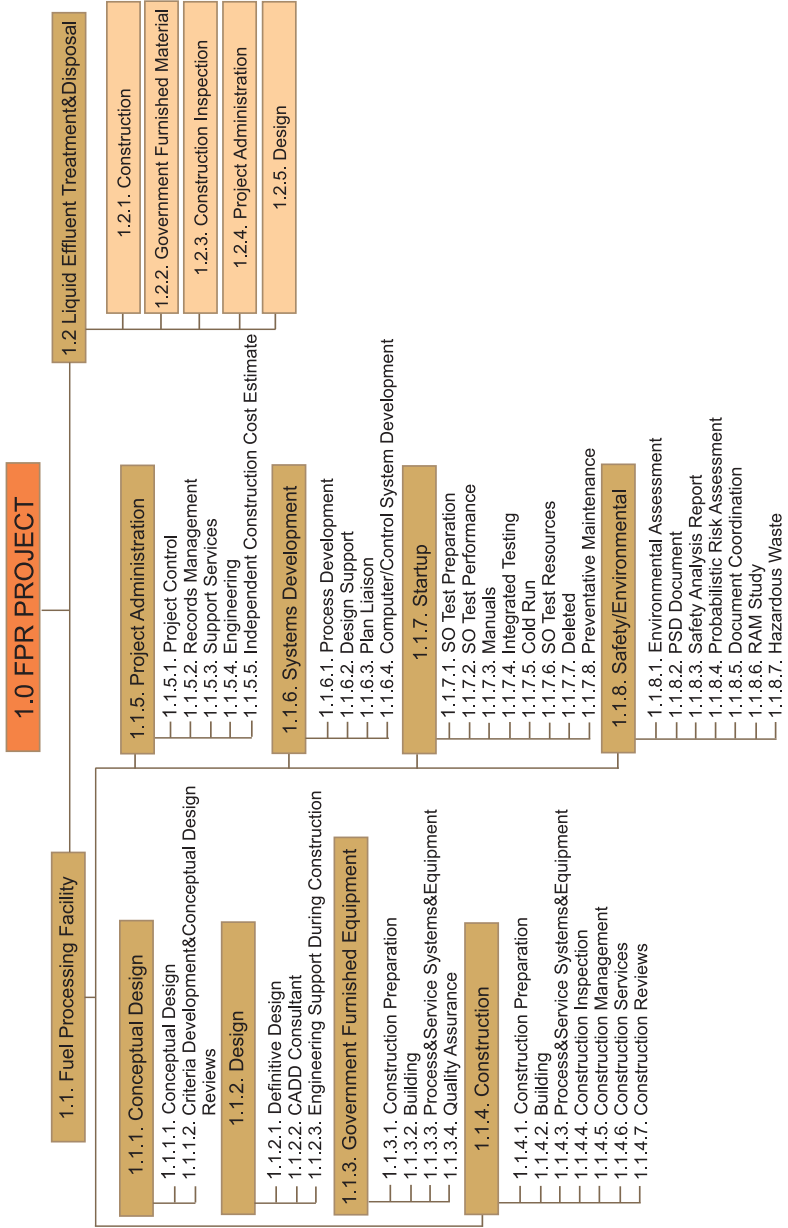 1.0 FPR PROJECT
1.1. Fuel Processing Facility
1.1.1. Conceptual Design
1.1.1.1. Conceptual Design
1.1.1.2. Criteria Development&Conceptual Design
Reviews
1.1.2. Design
1.1.2.1. Definitive Design
1.1.2.2. CADD Consultant
1.1.2.3. Engineering Support During Construction
1.1.3. Government Furnished Equipment
1.1.3.1. Construction Preparation
1.1.3.2. Building
1.1.3.3. Process&Service Systems&Equipment
1.1.3.4. Quality Assurance
1.1.4. Construction
1.1.4.1. Construction Preparation
1.1.4.2. Building
1.1.4.3. Process&Service Systems&Equipment
1.1.4.4. Construction Inspection
1.1.4.5. Construction Management
1.1.4.6. Construction Services
1.1.4.7. Construction Reviews
1.1.5. Project Administration
1.1.5.1. Project Control
1.1.5.2. Records Management
1.1.5.3. Support Services
1.1.5.4. Engineering
1.1.5.5. Independent Construction Cost Estimate
1.1.6. Systems Development
1.1.6.1. Process Development
1.1.6.2. Design Support
1.1.6.3. Plan Liaison
1.1.6.4. Computer/Control System Development
1.1.7. Startup
1.1.7.1. SO Test Preparation
1.1.7.2. SO Test Performance
1.1.7.3. Manuals
1.1.7.4. Integrated Testing
1.1.7.5. Cold Run
1.1.7.6. SO Test Resources
1.1.7.7. Deleted
1.1.7.8. Preventative Maintenance
1.1.8. Safety/Environmental
1.1.8.1. Environmental Assessment
1.1.8.2. PSD Document
1.1.8.3. Safety Analysis Report
1.1.8.4. Probabilistic Risk Assessment
1.1.8.5. Document Coordination
1.1.8.6. RAM Study
1.1.8.7. Hazardous Waste
1.2 Liquid Effluent Treatment&Disposal
1.2.1. Construction
1.2.2. Government Furnished Material
1.2.3. Construction Inspection
1.2.4. Project Administration
1.2.5. Design